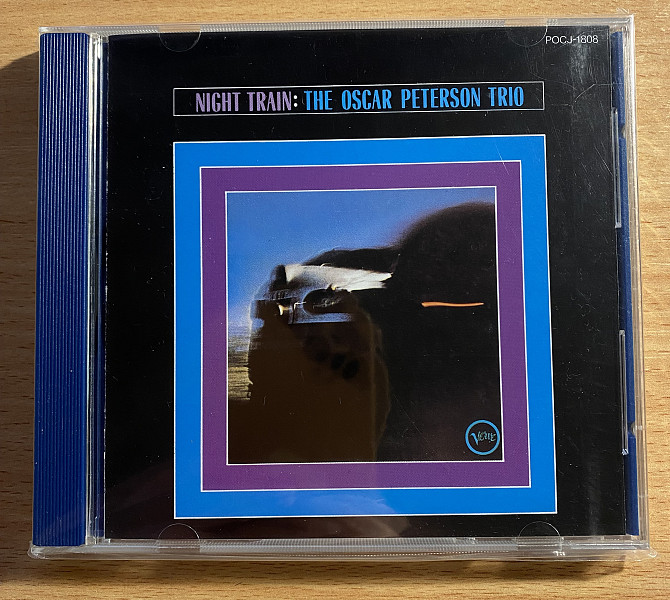 POCJ-1808
NIGHT TRAIN: THE OSCAR PETERSON TRIO
Verve